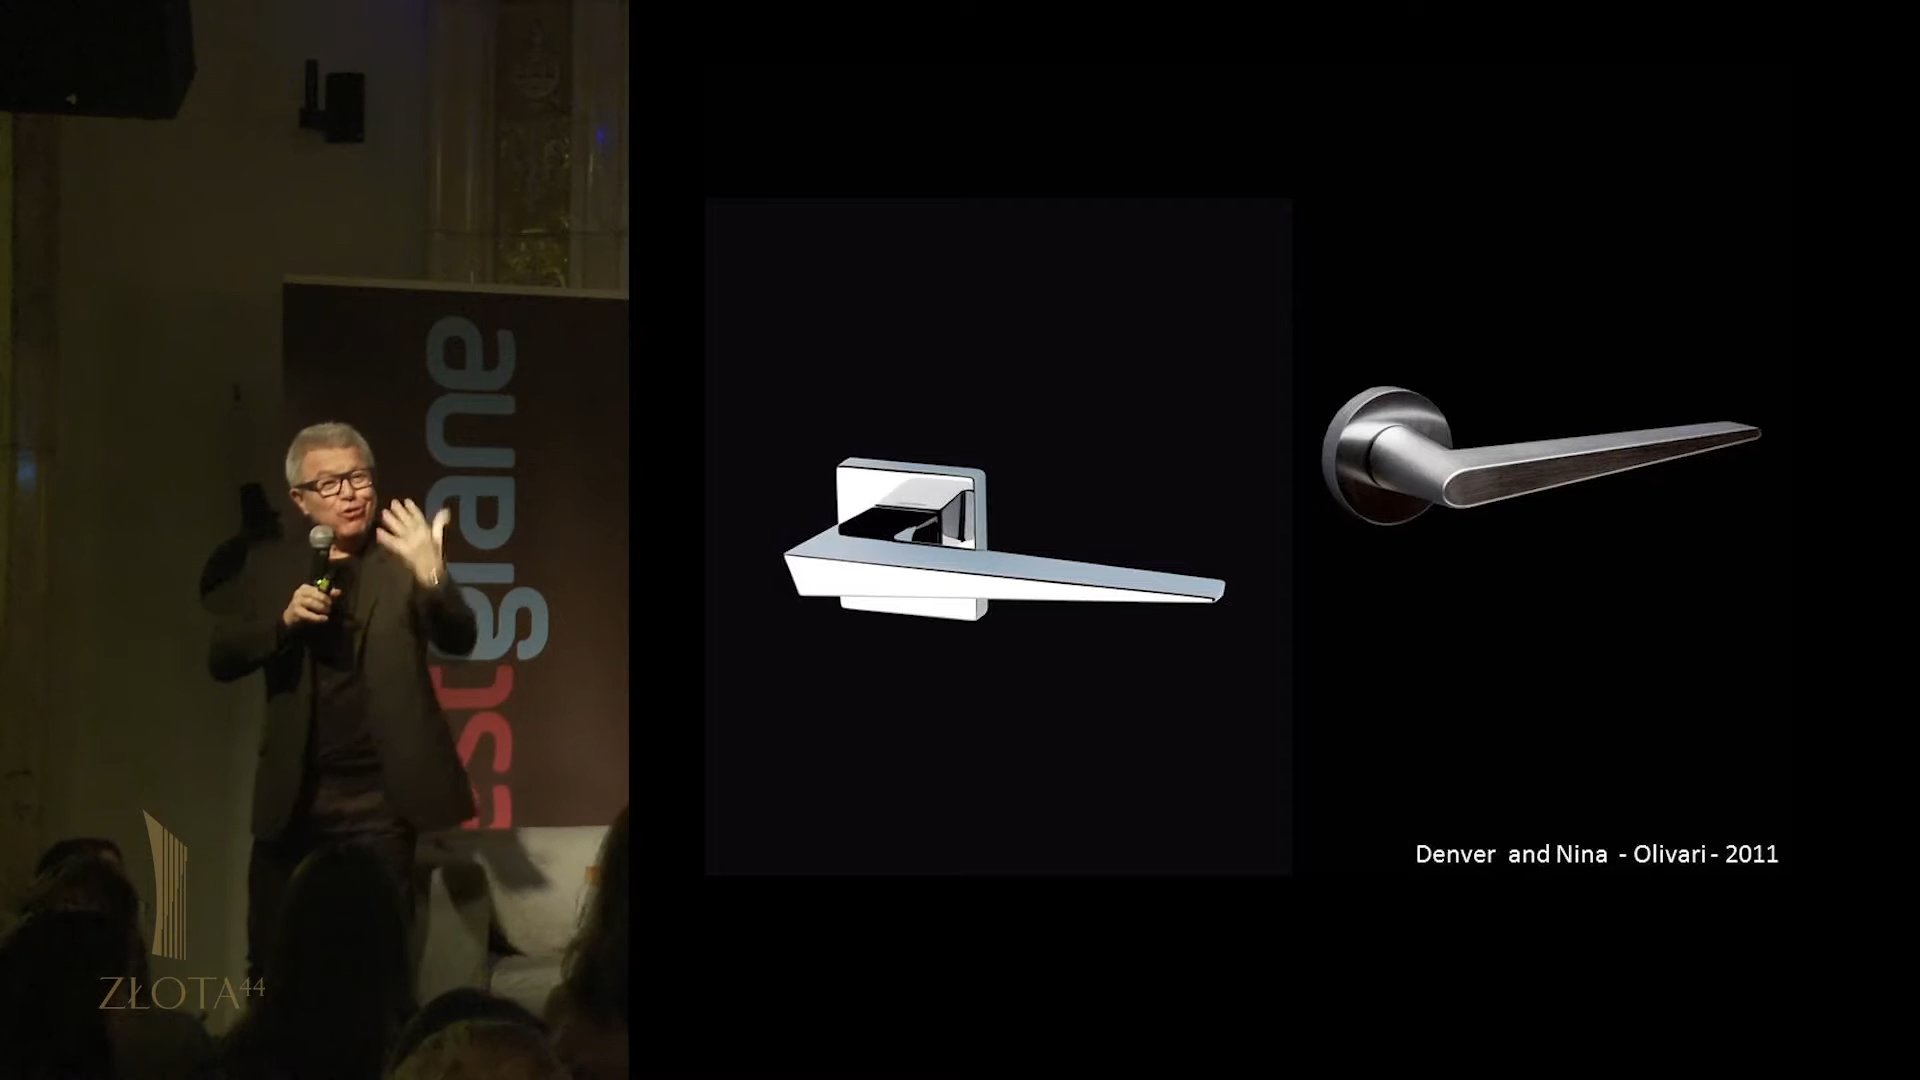 Denver and Nina - Olivari - 2011
ZŁOTA44